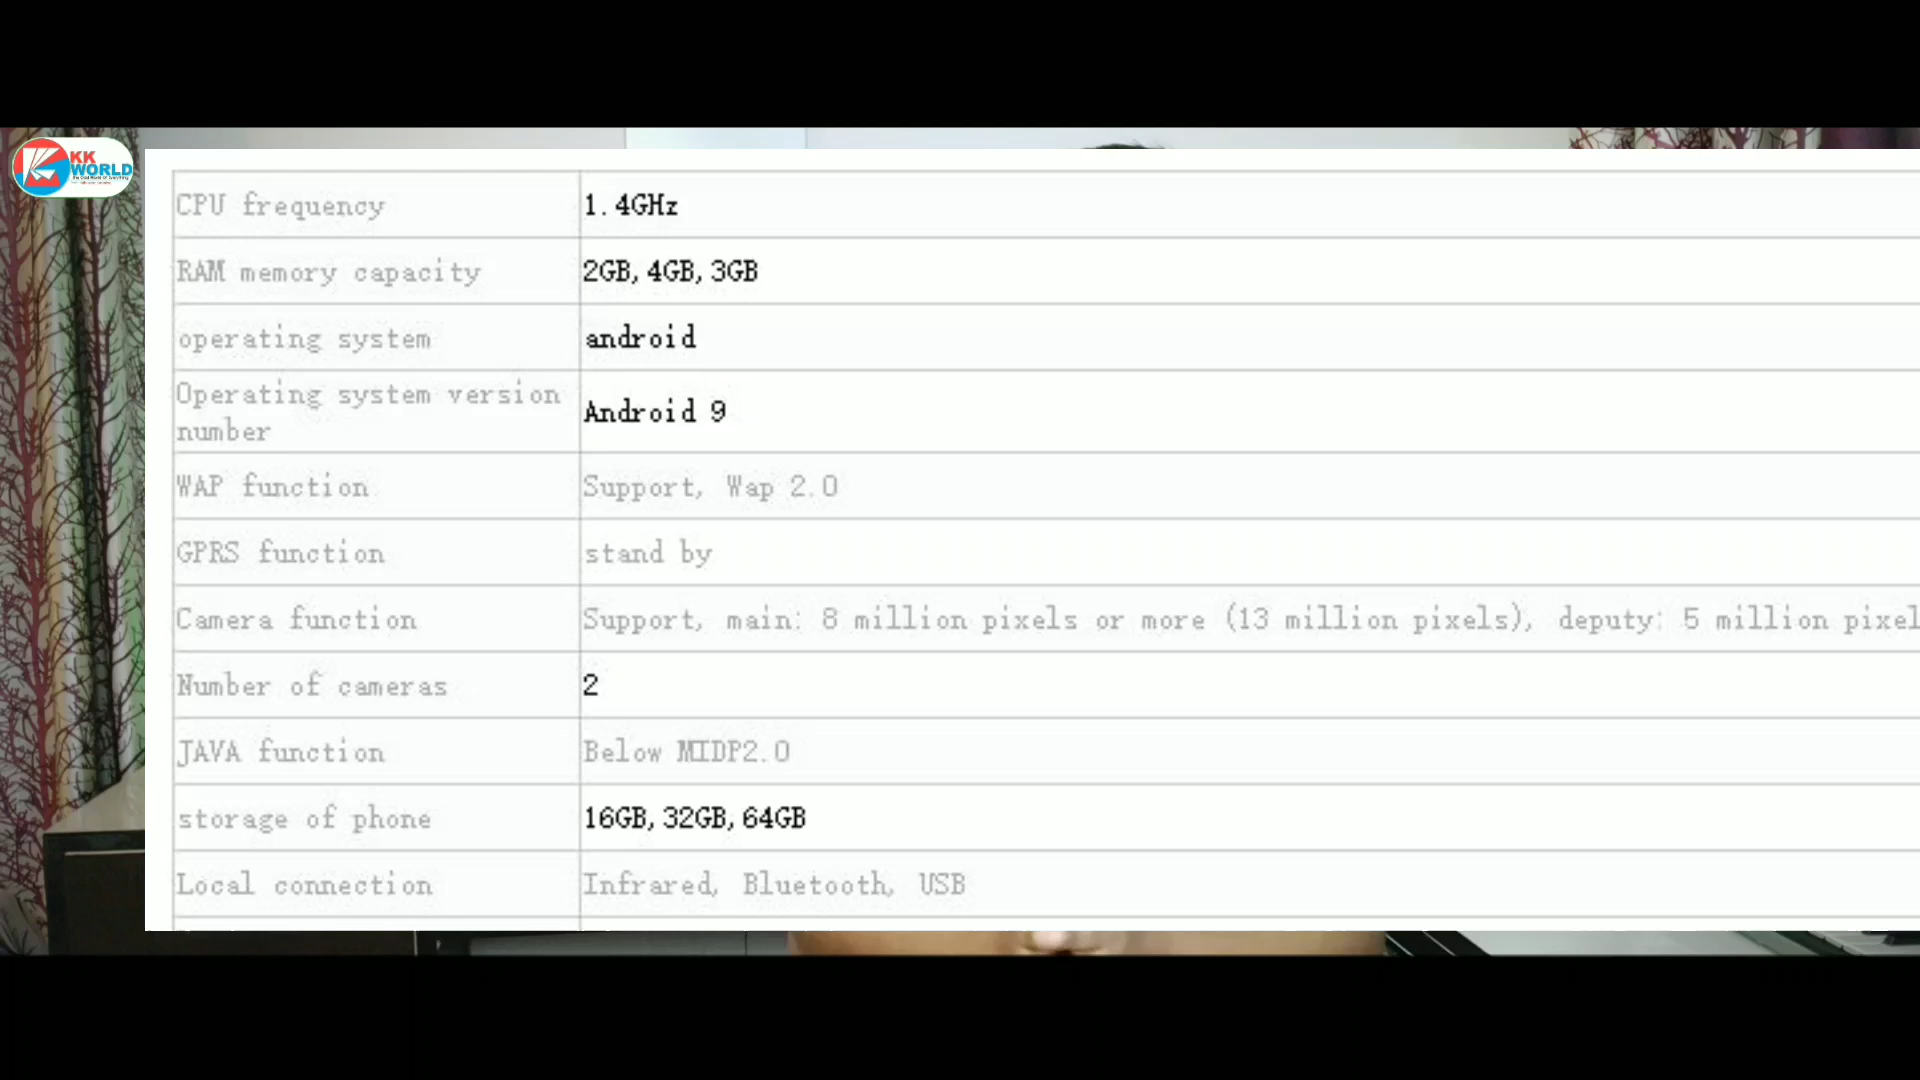 KK
WORLD
CPU frequency 1.4GHz
RAM memory capacity 2GB, 4GB, 3GB
operating system android
Operating system version number Android 9
WAP function Support, Wap 2.0
GPRS function stand by
Camera function Support, main: 8 million pixels or more (13 million pixels), deputy: 5 million pixel
Number of cameras 2
JAVA function Below MIDP2.0
storage of phone 16GB, 32GB, 64GB
Local connection Infrared, Bluetooth, USB